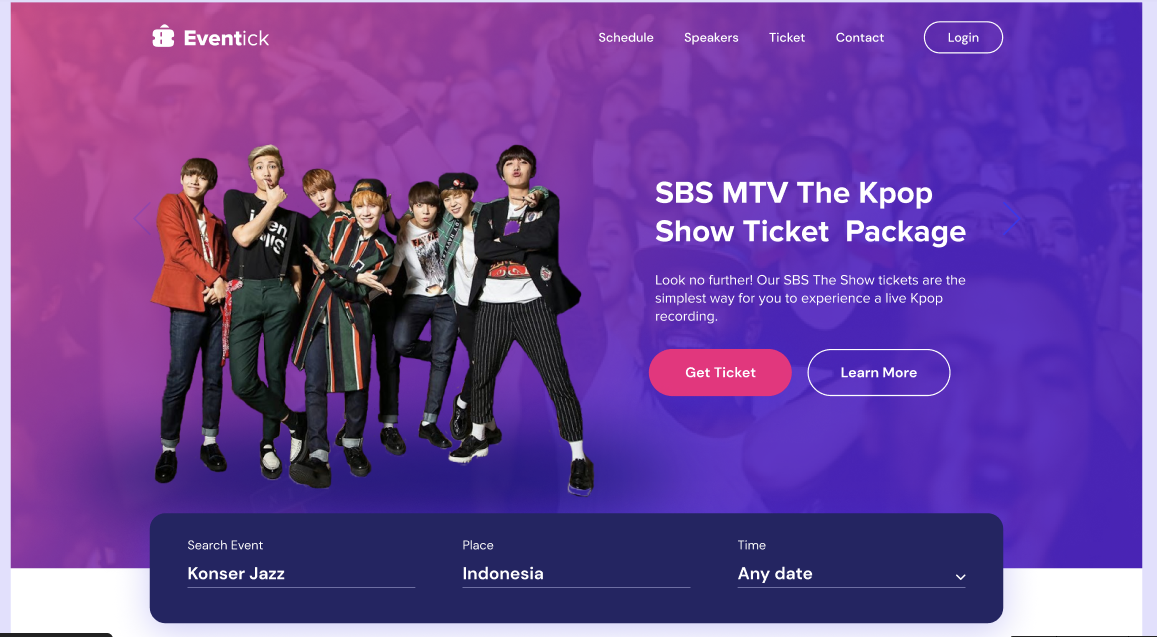 Eventick
Schedule
Speakers
Ticket
Contact
Login
SBS MTV The Kpop
Show Ticket  Package
Look no further! Our SBS The Show tickets are the
simplest way for you to experience a live Kpop
recording.
Get Ticket
Learn More
Search Event
Place
Time
Konser Jazz
Indonesia
Any date